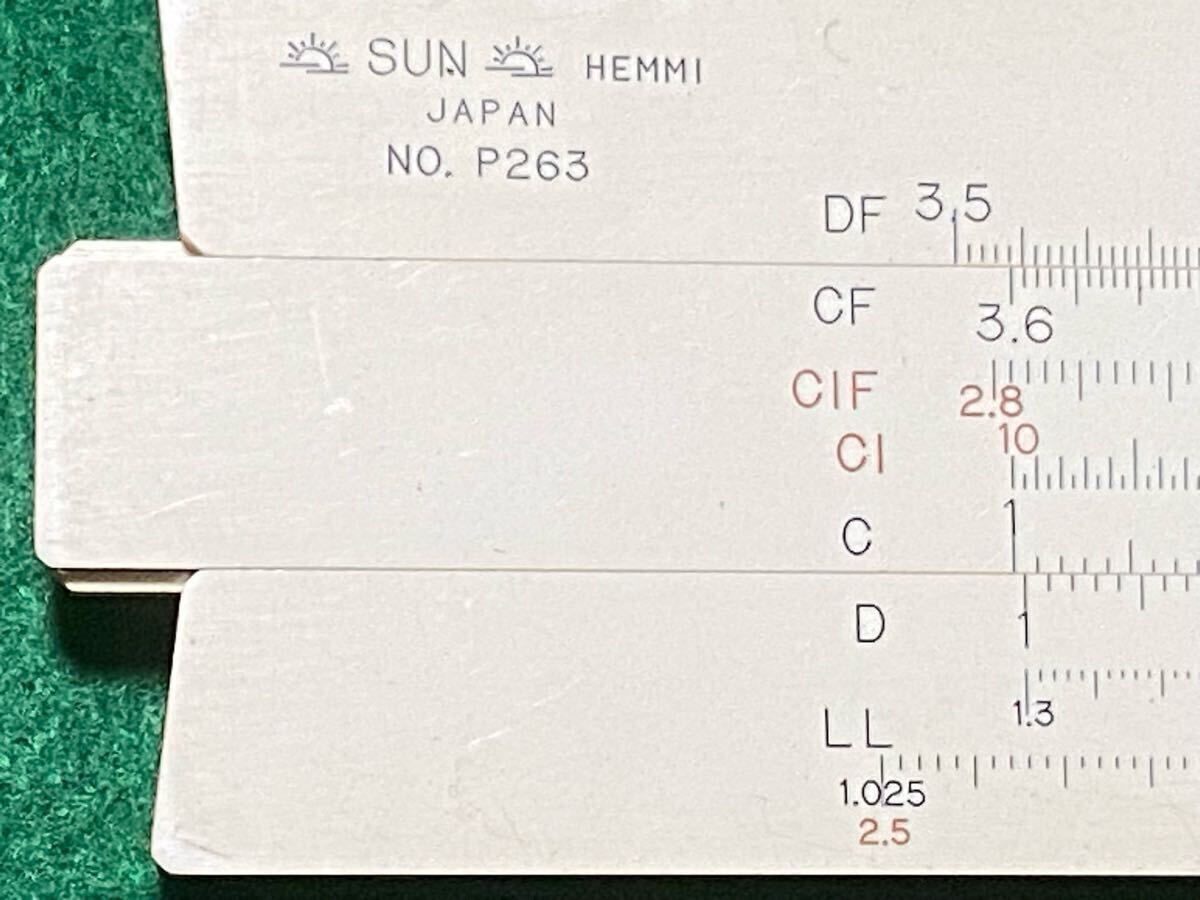 SUN HEMMI
JAPAN
NO. P263
DF 3.5
CF 3.6
CIF 2.8
CI 10
C 1
D 1
1.3
LL
1.025
2.5